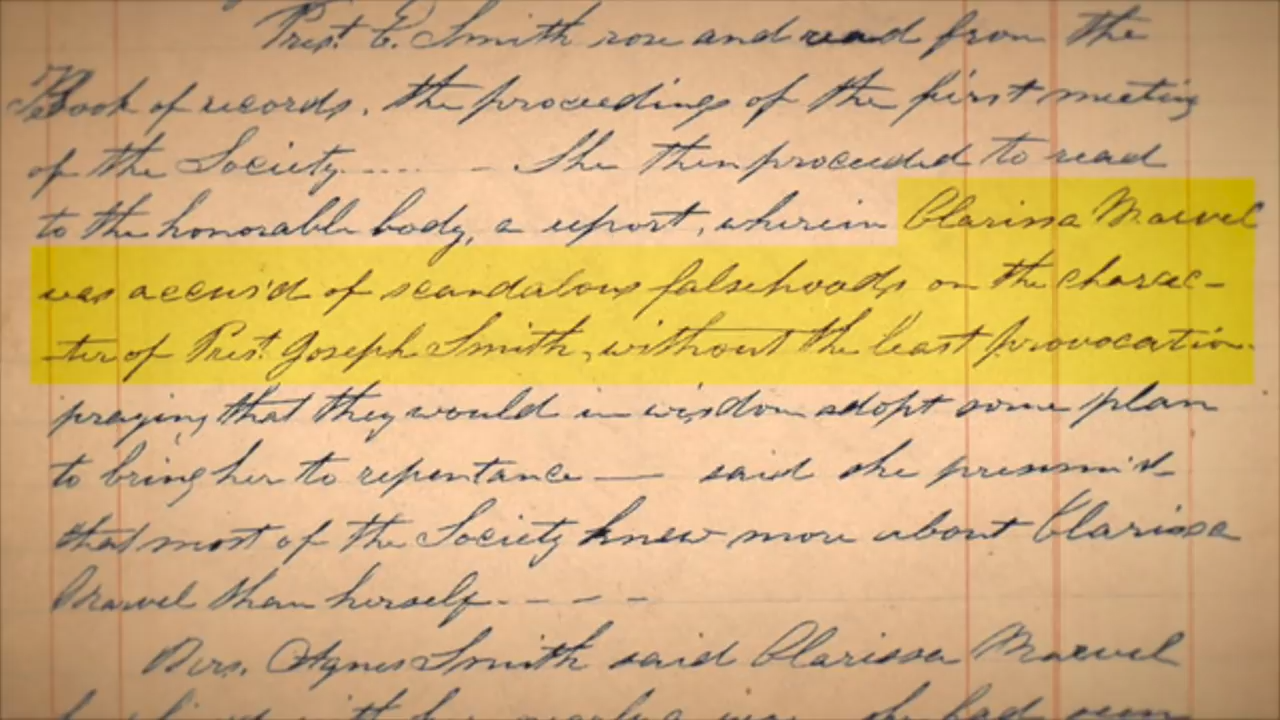 Prest. E. Smith rose and read from the
Book of records, the proceedings of the first meeting
of the Society..... - She then proceeded to read
to the honorable body, a report, wherein Clarissa Marvel
was accus'd of scandalous falsehoods on the charac-
ter of Prest. Joseph Smith, without the least provocation
praying that they would in wisdom adopt some plan
to bring her to repentance — said she presum'd
that most of the Society knew more about Clarissa
Marvel than herself. - - - -
Mrs. Agnes Smith said Clarissa Marvel
she had seen